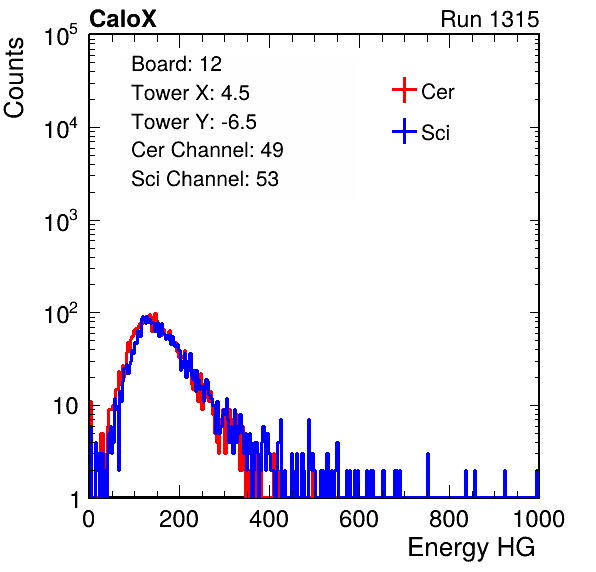 CaloX Run 1315
Counts
Board: 12
Tower X: 4.5
Tower Y: -6.5
Cer Channel: 49
Sci Channel: 53
Cer
Sci
10^5
10^4
10^3
10^2
10
1
0 200 400 600 800 1000
Energy HG